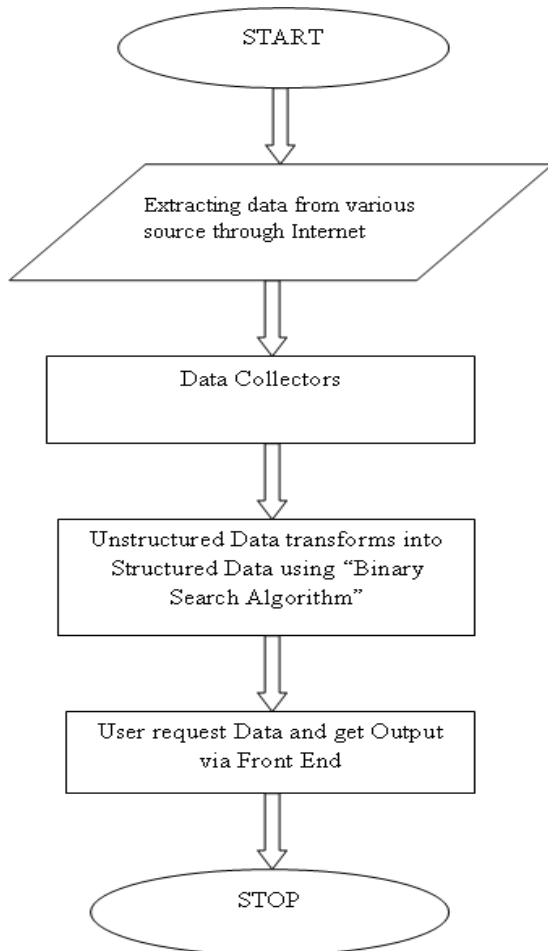 START
Extracting data from various
source through Internet
Data Collectors
Unstructured Data transforms into
Structured Data using “Binary
Search Algorithm”
User request Data and get Output
via Front End
STOP